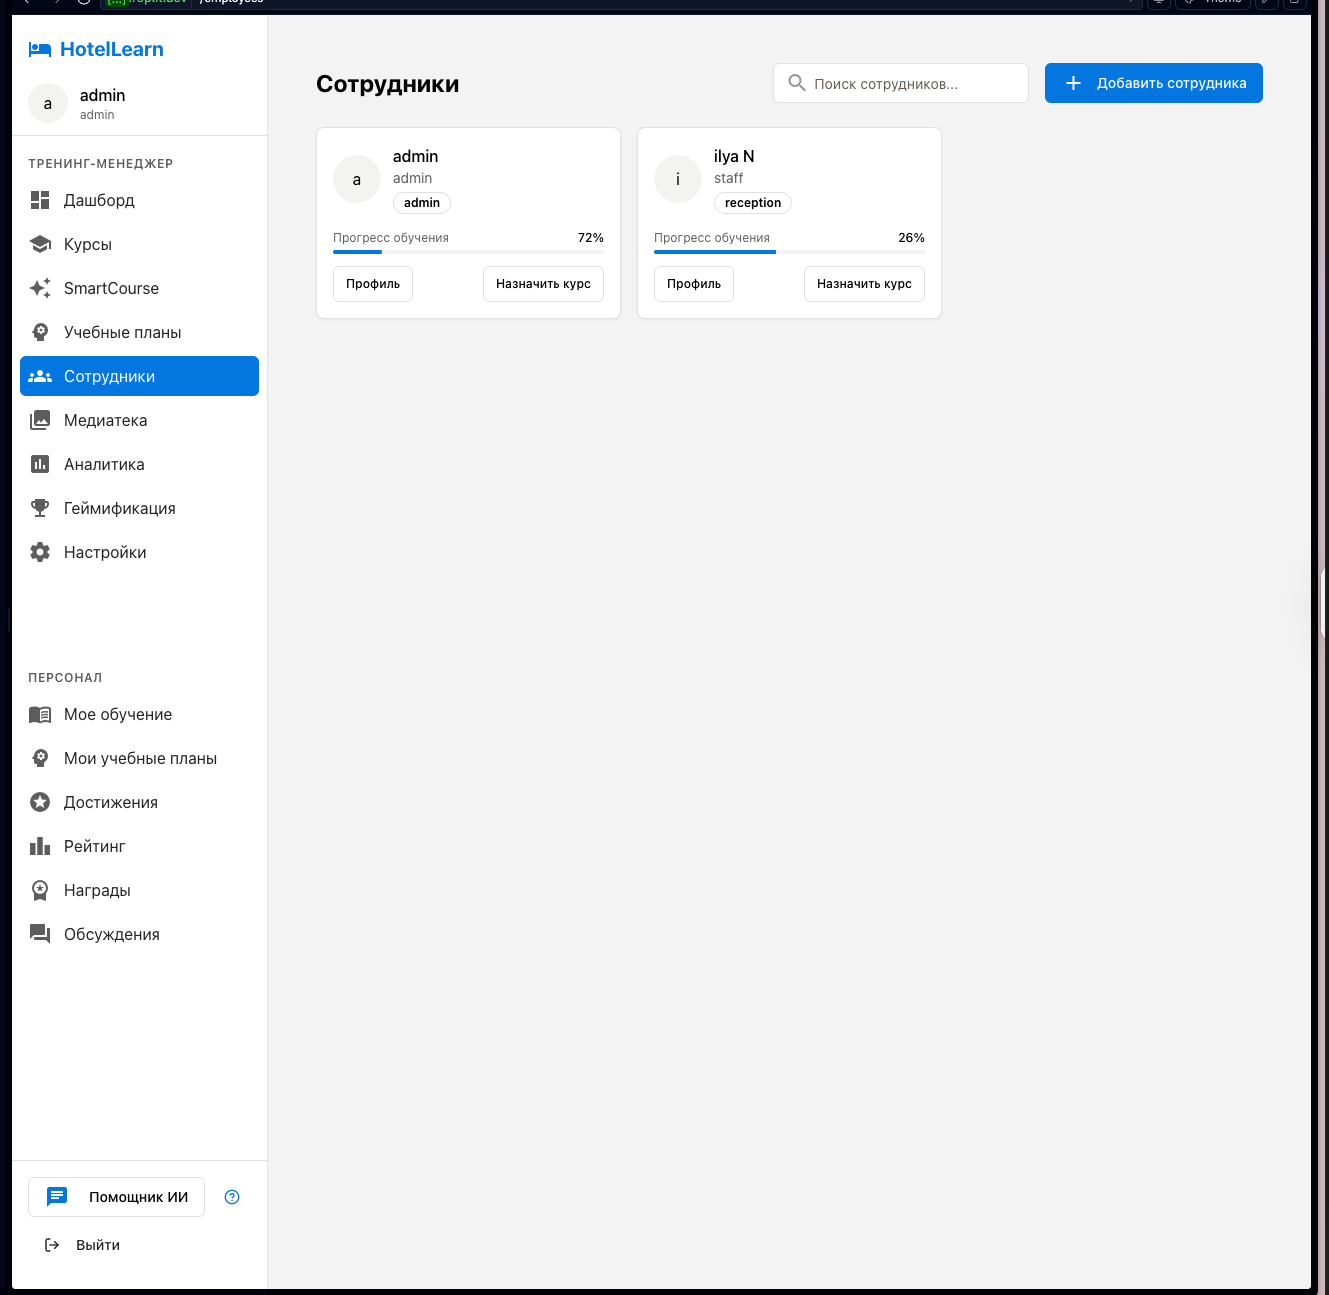 HotelLearn
a
admin
admin
ТРЕНИНГ-МЕНЕДЖЕР
Дашборд
Курсы
SmartCourse
Учебные планы
Сотрудники
Медиатека
Аналитика
Геймификация
Настройки
ПЕРСОНАЛ
Мое обучение
Мои учебные планы
Достижения
Рейтинг
Награды
Обсуждения
Помощник ИИ
Выйти
Сотрудники
Поиск сотрудников...
Добавить сотрудника
a
admin
admin
admin
Прогресс обучения 72%
Профиль Назначить курс
i
ilya N
staff
reception
Прогресс обучения 26%
Профиль Назначить курс